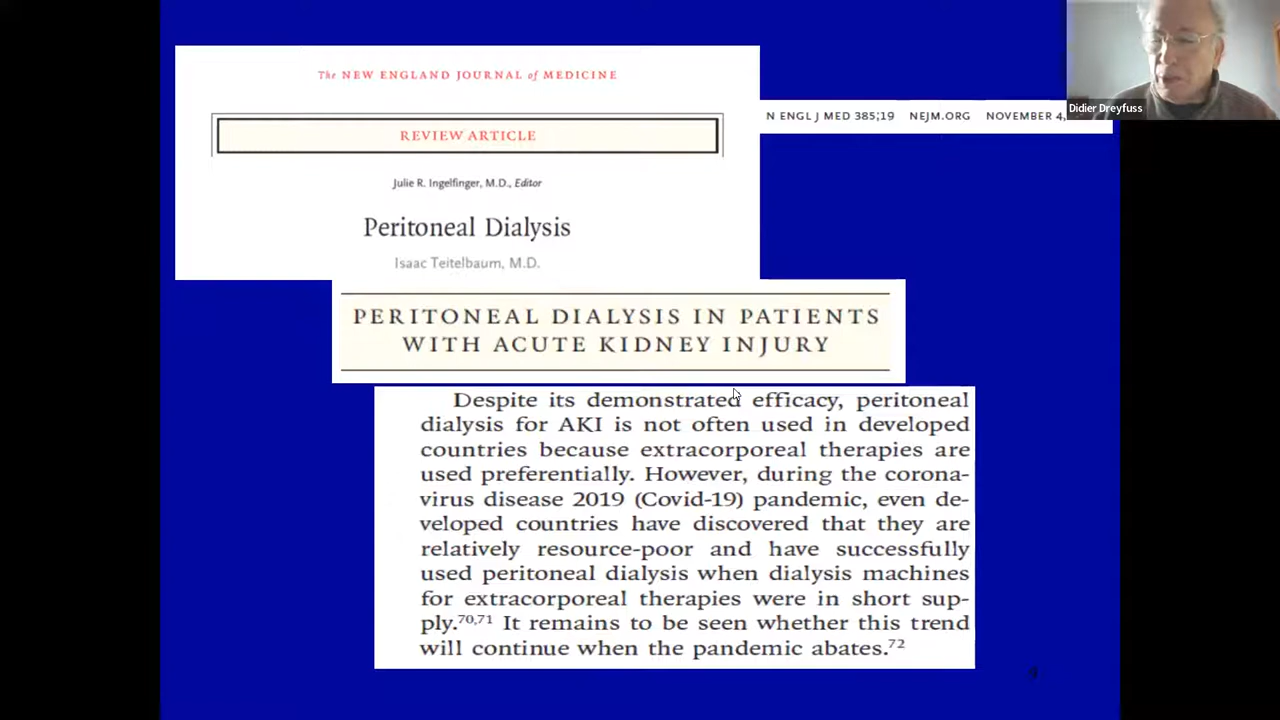 The NEW ENGLAND JOURNAL of MEDICINE
REVIEW ARTICLE
Julie R. Ingelfinger, M.D., Editor
Peritoneal Dialysis
Isaac Teitelbaum, M.D.
N ENGL J MED 385;19 NEJM.ORG NOVEMBER 4,
Didier Dreyfuss
PERITONEAL DIALYSIS IN PATIENTS
WITH ACUTE KIDNEY INJURY
Despite its demonstrated efficacy, peritoneal
dialysis for AKI is not often used in developed
countries because extracorporeal therapies are
used preferentially. However, during the corona-
virus disease 2019 (Covid-19) pandemic, even de-
veloped countries have discovered that they are
relatively resource-poor and have successfully
used peritoneal dialysis when dialysis machines
for extracorporeal therapies were in short sup-
ply.70,71 It remains to be seen whether this trend
will continue when the pandemic abates.72
9